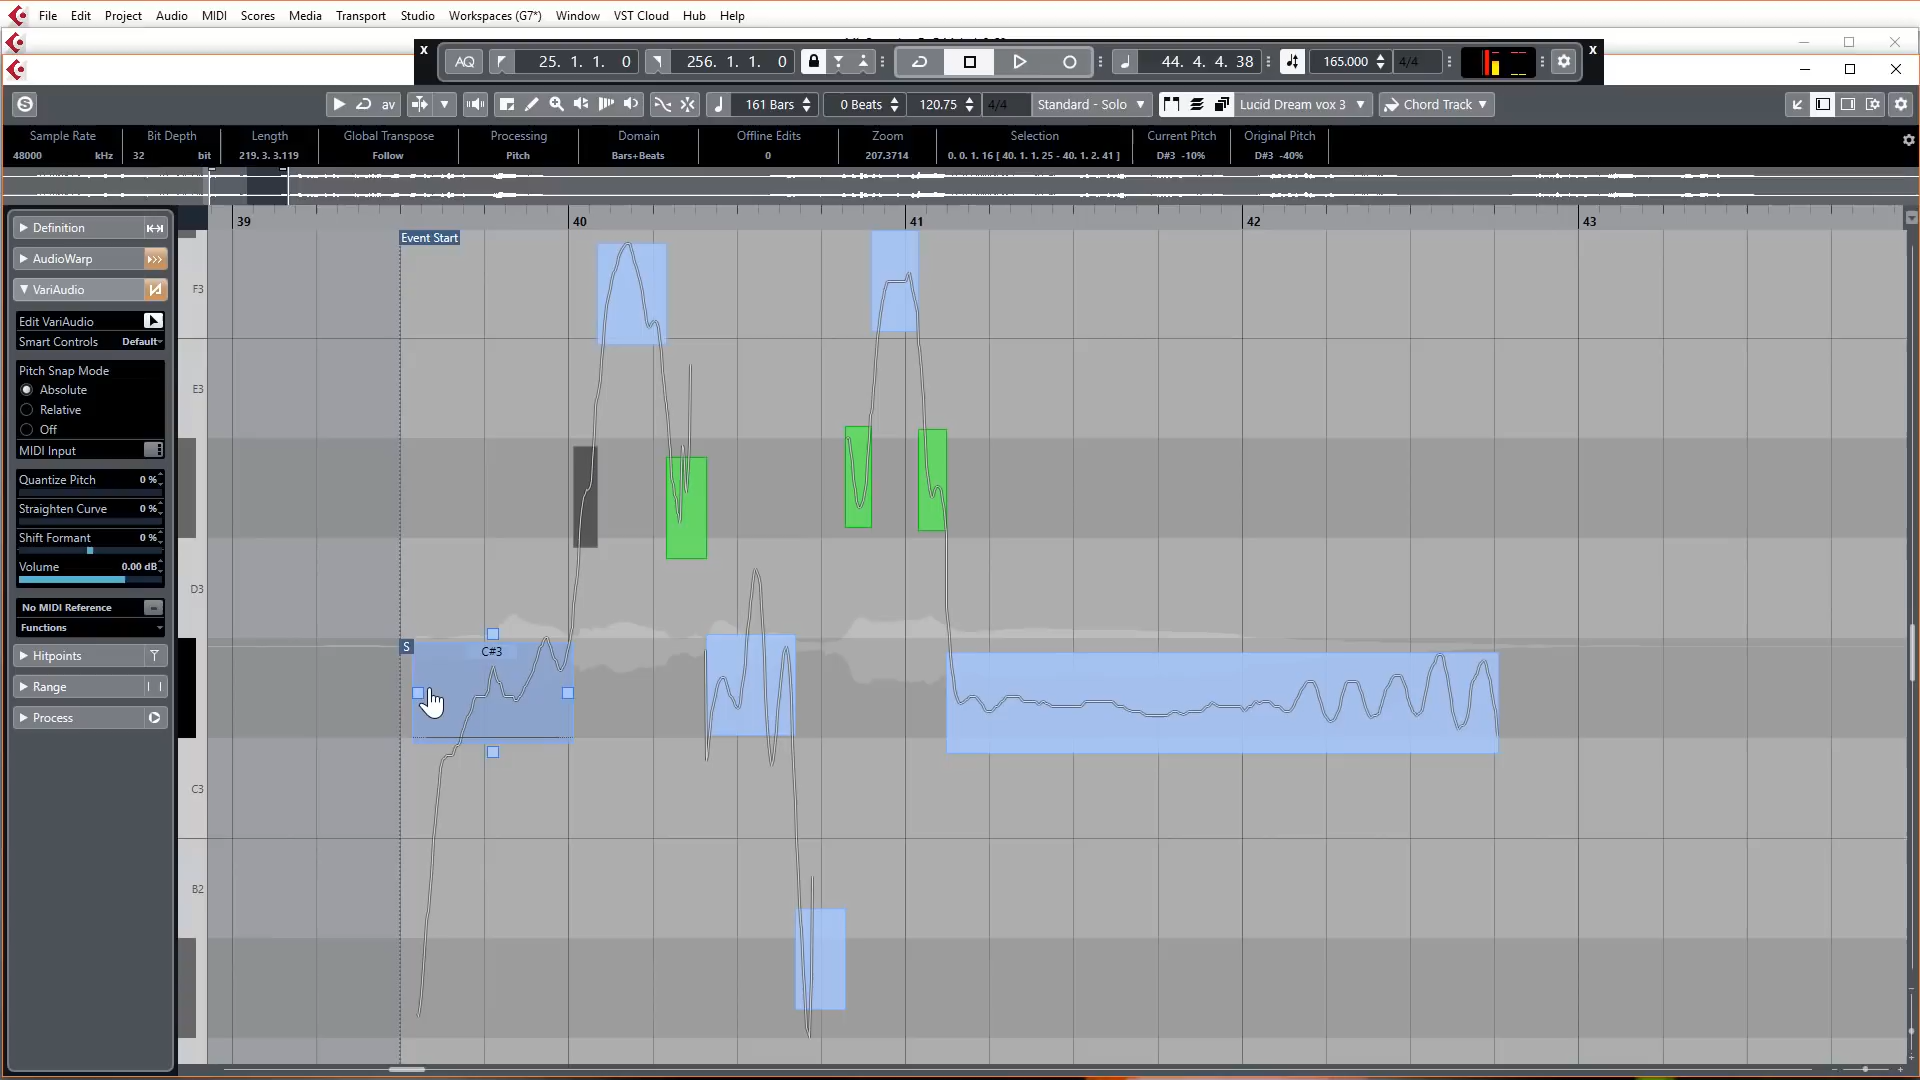 File Edit Project Audio MIDI Scores Media Transport Studio Workspaces (G7*) Window VST Cloud Hub Help
x AQ 25. 1. 1. 0 256. 1. 1. 0 44. 4. 4. 38 165.000 4/4 x
av 161 Bars 0 Beats 120.75 4/4 Standard - Solo Lucid Dream vox 3 Chord Track
Sample Rate Bit Depth Length Global Transpose Processing Domain Offline Edits Zoom Selection Current Pitch Original Pitch
48000 kHz 32 bit 219. 3. 3.119 Follow Pitch Bars+Beats 0 207.3714 0. 0. 1. 16 [ 40. 1. 1. 25 - 40. 1. 2. 41 ] D#3 -10% D#3 -40%
39 40 41 42 43
Event Start
Definition
AudioWarp
VariAudio
Edit VariAudio
Smart Controls Default
Pitch Snap Mode
Absolute
Relative
Off
MIDI Input
Quantize Pitch 0 %
Straighten Curve 0 %
Shift Formant 0 %
Volume 0.00 dB
No MIDI Reference
Functions
Hitpoints
Range
Process
F3
E3
D3
C3
B2
S
C#3